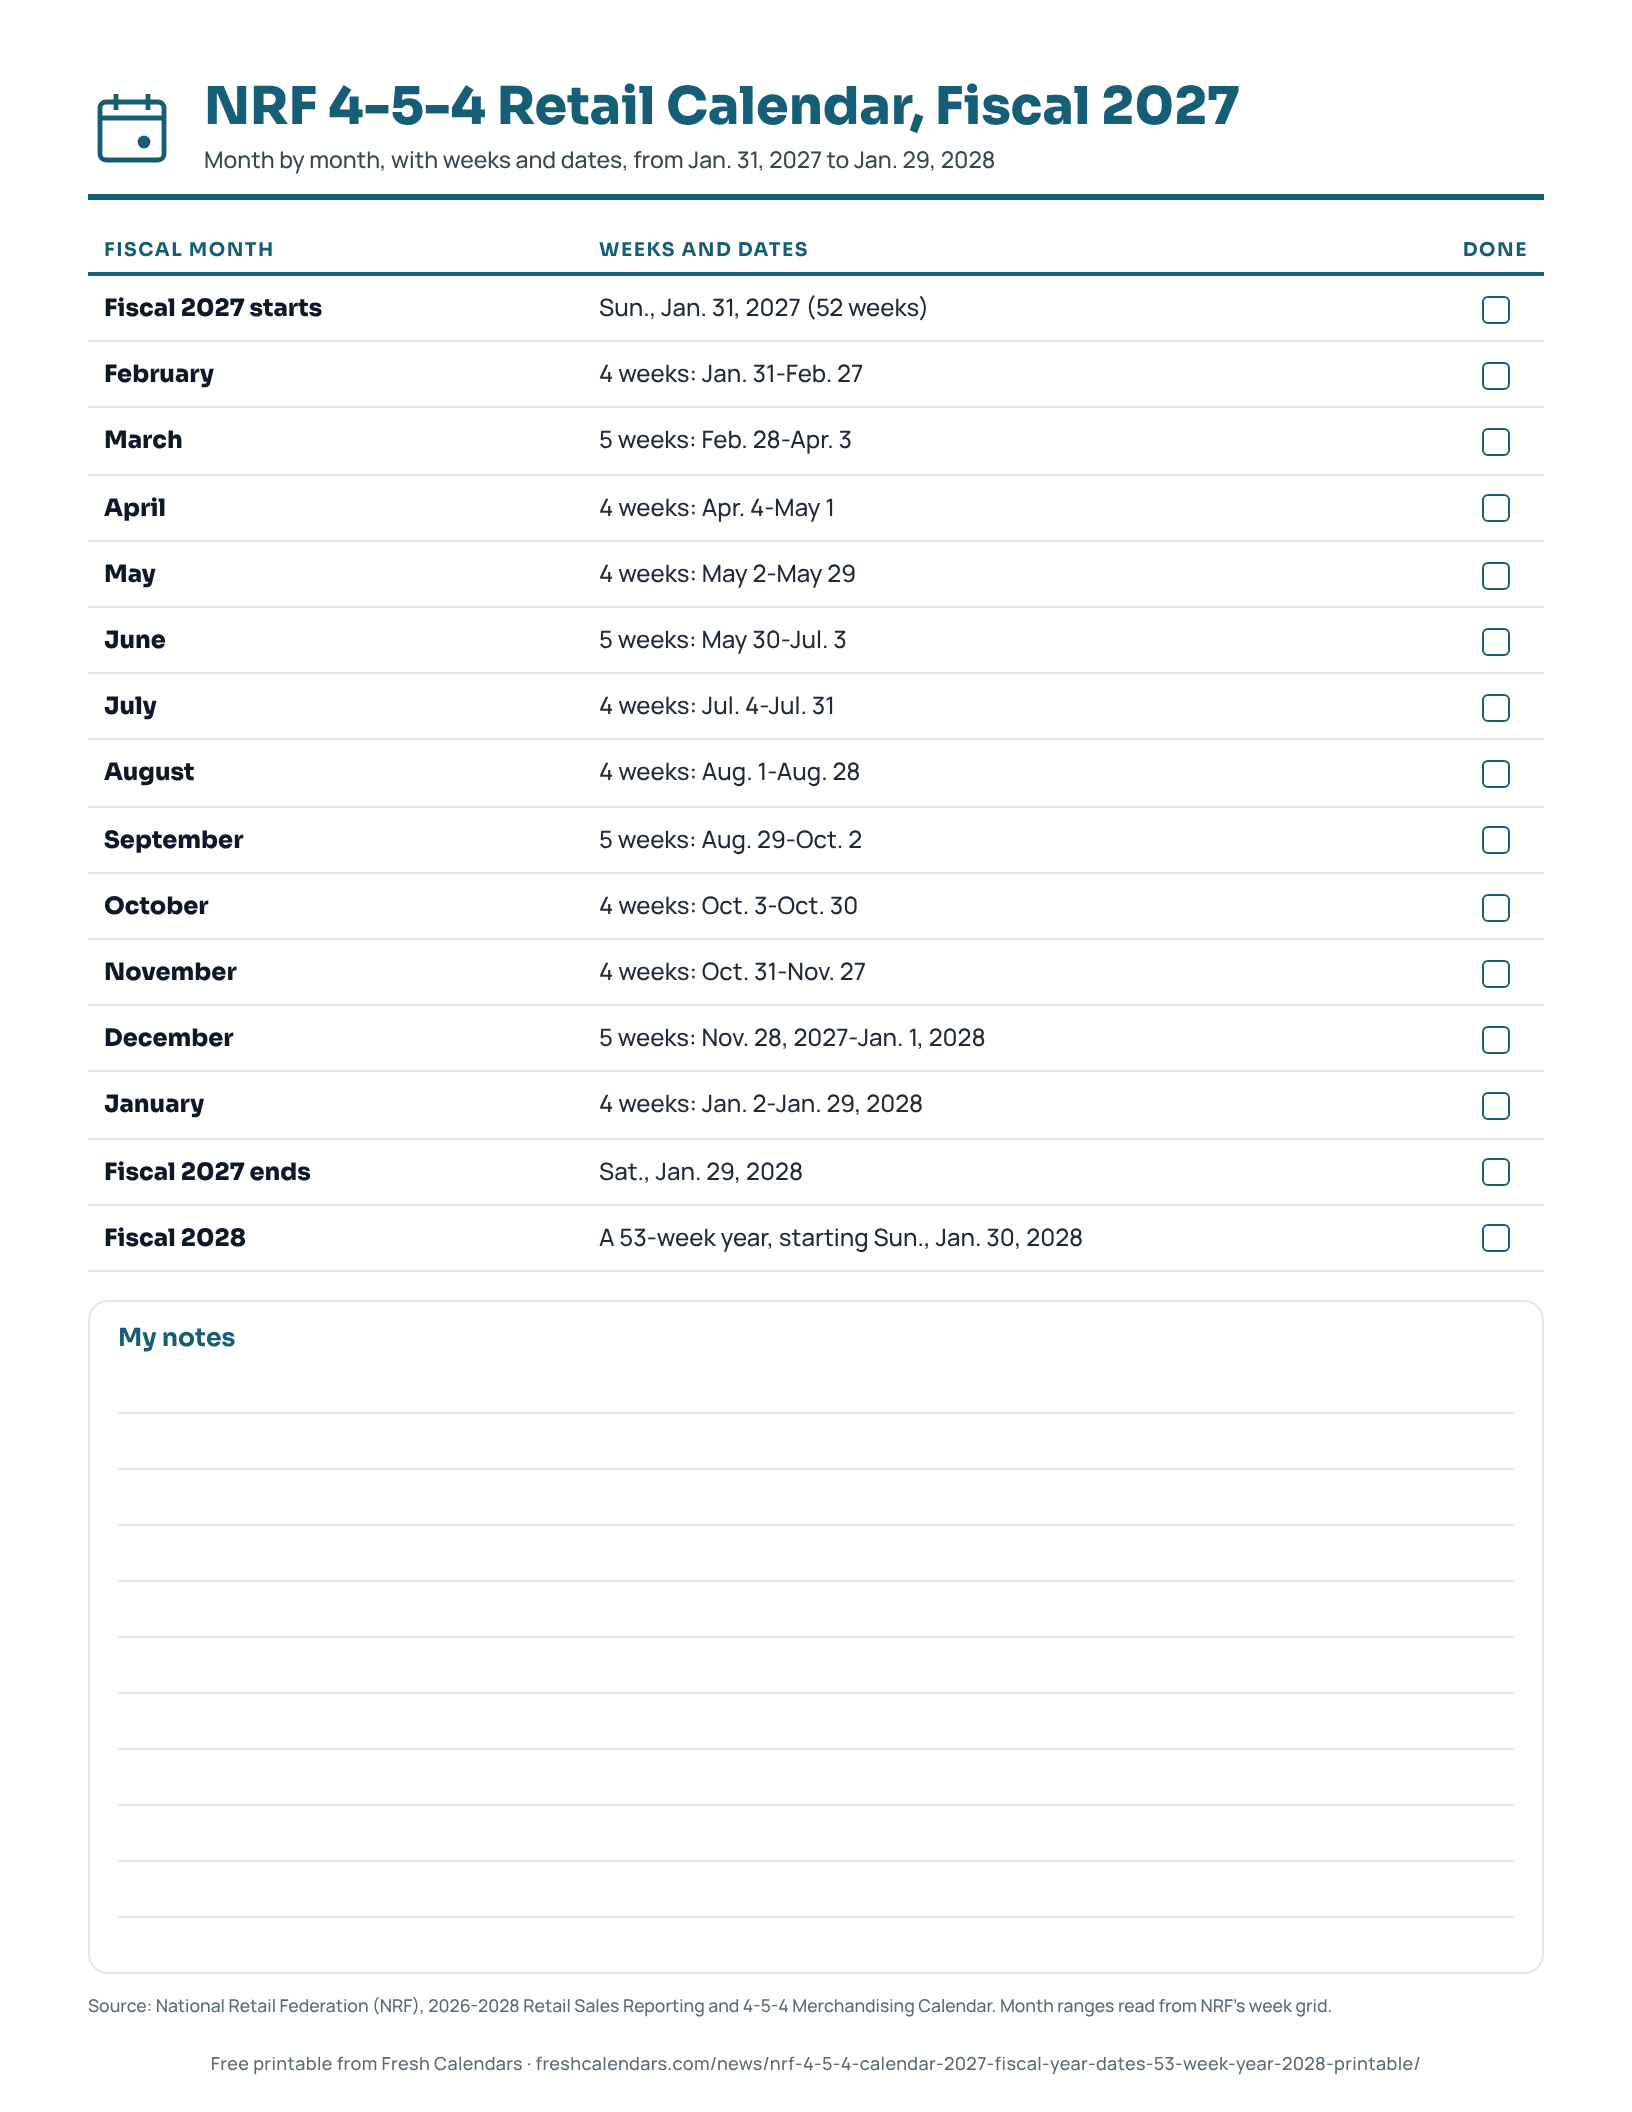 NRF 4-5-4 Retail Calendar, Fiscal 2027
Month by month, with weeks and dates, from Jan. 31, 2027 to Jan. 29, 2028
FISCAL MONTH WEEKS AND DATES DONE
Fiscal 2027 starts Sun., Jan. 31, 2027 (52 weeks)
February 4 weeks: Jan. 31-Feb. 27
March 5 weeks: Feb. 28-Apr. 3
April 4 weeks: Apr. 4-May 1
May 4 weeks: May 2-May 29
June 5 weeks: May 30-Jul. 3
July 4 weeks: Jul. 4-Jul. 31
August 4 weeks: Aug. 1-Aug. 28
September 5 weeks: Aug. 29-Oct. 2
October 4 weeks: Oct. 3-Oct. 30
November 4 weeks: Oct. 31-Nov. 27
December 5 weeks: Nov. 28, 2027-Jan. 1, 2028
January 4 weeks: Jan. 2-Jan. 29, 2028
Fiscal 2027 ends Sat., Jan. 29, 2028
Fiscal 2028 A 53-week year, starting Sun., Jan. 30, 2028
My notes
Source: National Retail Federation (NRF), 2026-2028 Retail Sales Reporting and 4-5-4 Merchandising Calendar. Month ranges read from NRF's week grid.
Free printable from Fresh Calendars · freshcalendars.com/news/nrf-4-5-4-calendar-2027-fiscal-year-dates-53-week-year-2028-printable/